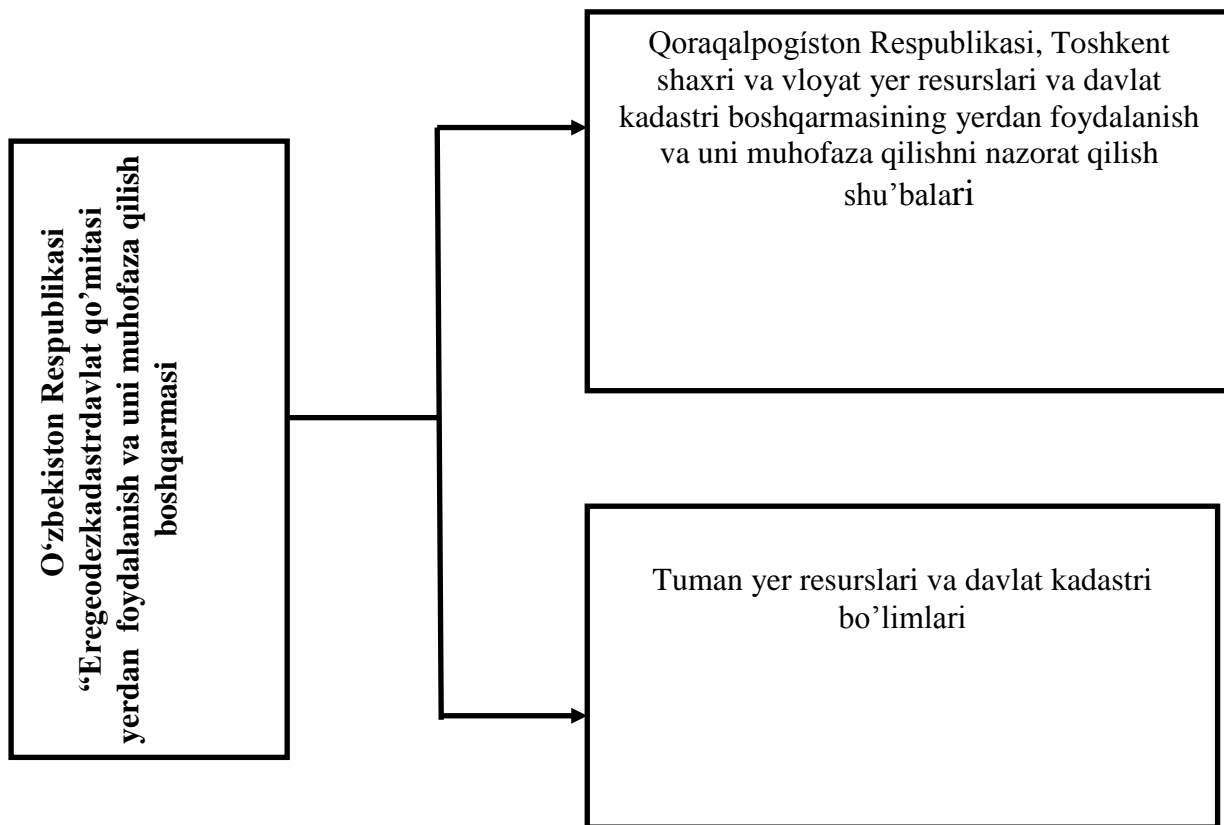 O‘zbekiston Respublikasi
“Eregeodezkadastrdavlat qo’mitasi
yerdan foydalanish va uni muhofaza qilish
boshqarmasi
Qoraqalpogíston Respublikasi, Toshkent
shaxri va vloyat yer resurslari va davlat
kadastri boshqarmasining yerdan foydalanish
va uni muhofaza qilishni nazorat qilish
shu’balari
Tuman yer resurslari va davlat kadastri
bo’limlari